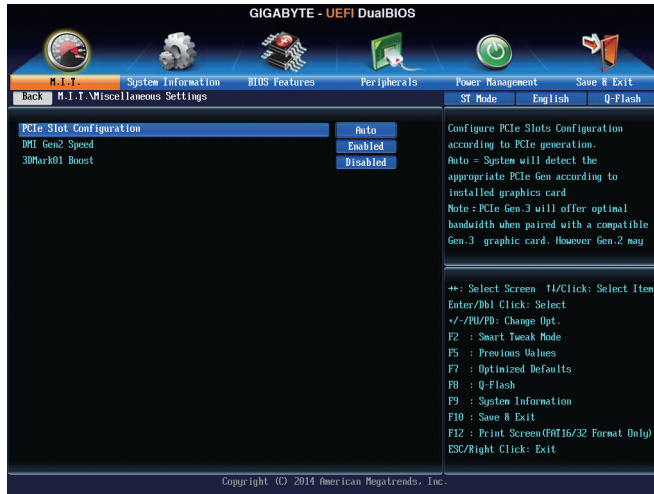 GIGABYTE - UEFI DualBIOS
M.I.T. System Information BIOS Features Peripherals Power Management Save & Exit
Back M.I.T.\Miscellaneous Settings ST Mode English Q-Flash
PCIe Slot Configuration Auto
DMI Gen2 Speed Enabled
3DMark01 Boost Disabled
Configure PCIe Slots Configuration
according to PCIe generation.
Auto = System will detect the
appropriate PCIe Gen according to
installed graphics card
Note : PCIe Gen.3 will offer optimal
bandwidth when paired with a compatible
Gen.3 graphic card. However Gen.2 may
→←: Select Screen ↑↓/Click: Select Item
Enter/Dbl Click: Select
+/-/PU/PD: Change Opt.
F2 : Smart Tweak Mode
F5 : Previous Values
F7 : Optimized Defaults
F8 : Q-Flash
F9 : System Information
F10 : Save & Exit
F12 : Print Screen(FAT16/32 Format Only)
ESC/Right Click: Exit
Copyright (C) 2014 American Megatrends, Inc.